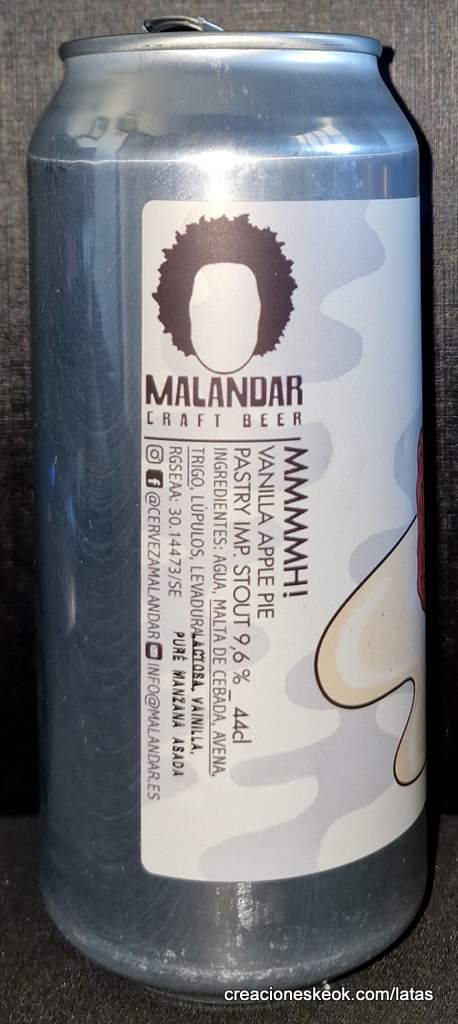 MALANDAR
CRAFT BEER
MMMMMH!
VANILLA APPLE PIE
PASTRY IMP. STOUT 9,6 %_ 44cl
INGREDIENTES: AGUA, MALTA DE CEBADA, AVENA,
TRIGO, LÚPULOS, LEVADURA LACTOSA, VAINILLA,
PURÉ MANZANA ASADA
RGSEAA: 30.14473/SE
@CERVEZAMALANDAR INFO@MALANDAR.ES
creacioneskeok.com/latas